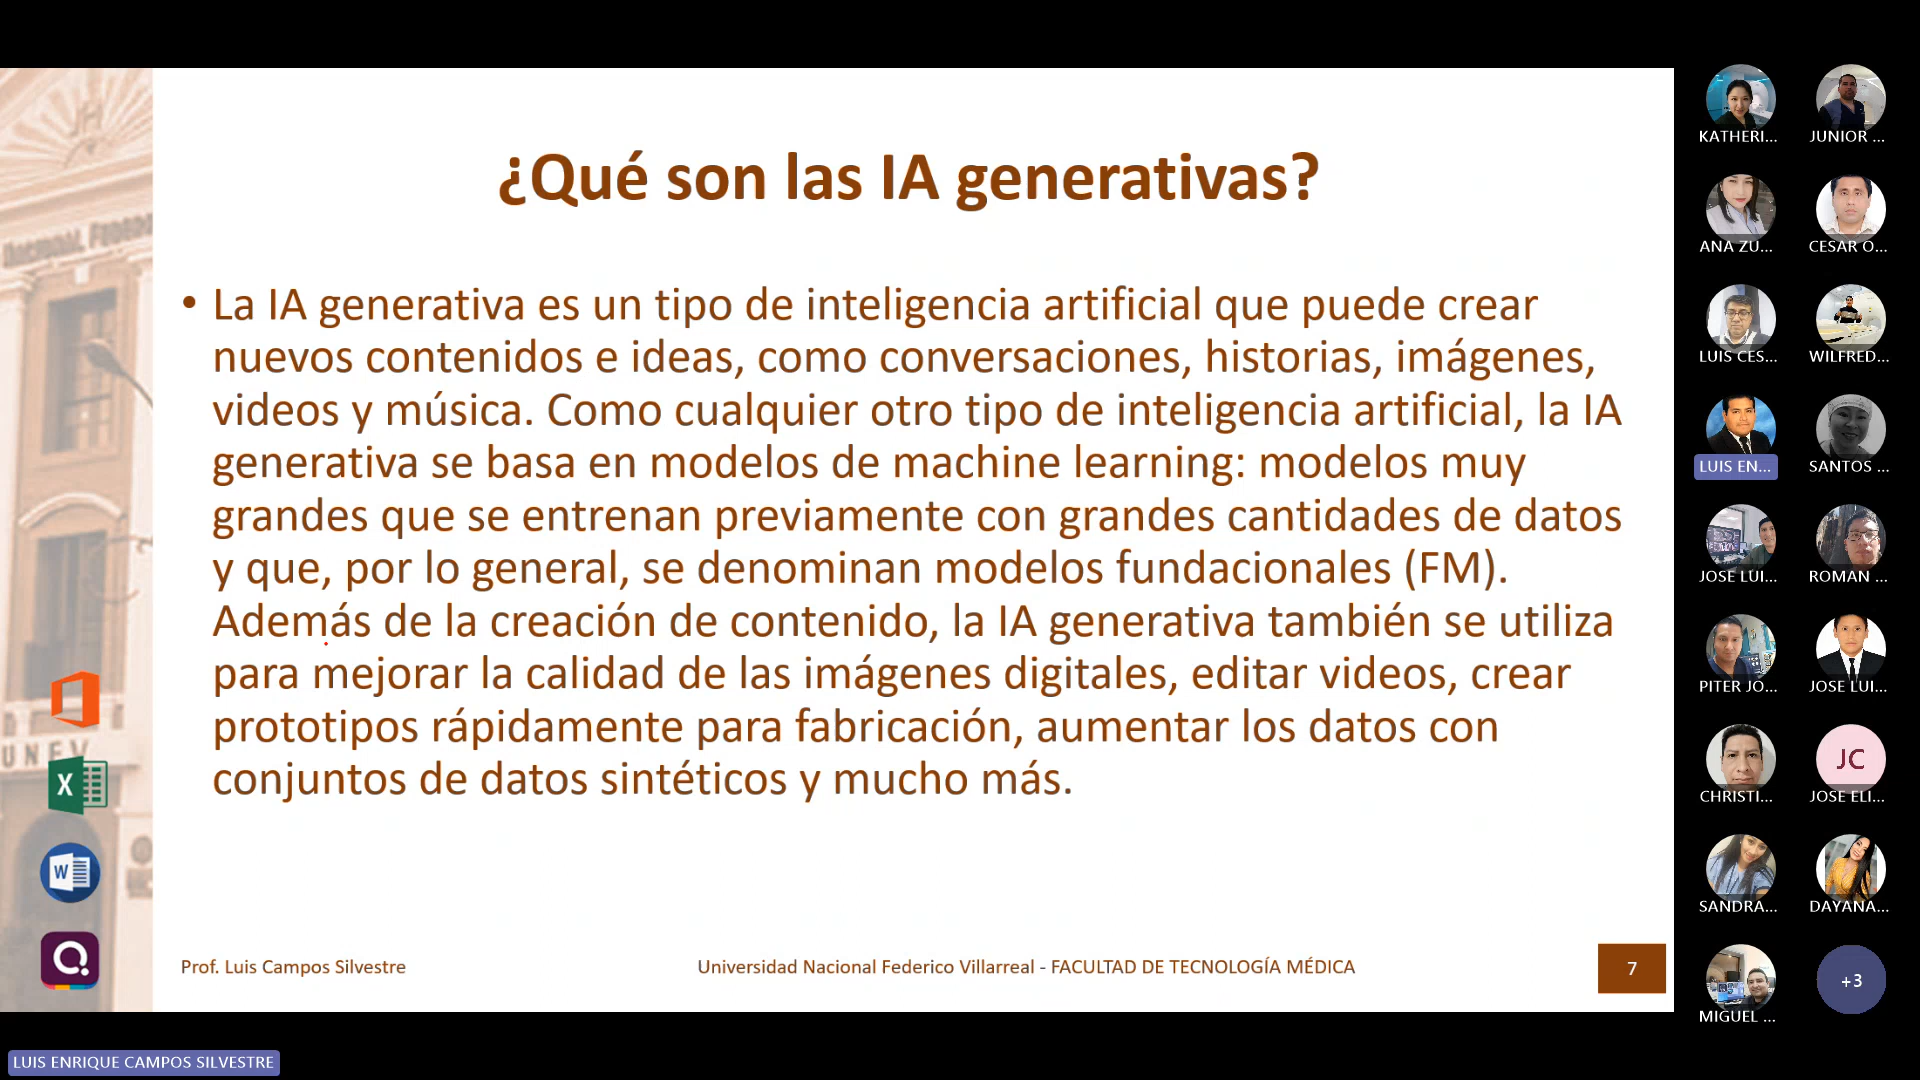 ¿Qué son las IA generativas?
• La IA generativa es un tipo de inteligencia artificial que puede crear
nuevos contenidos e ideas, como conversaciones, historias, imágenes,
videos y música. Como cualquier otro tipo de inteligencia artificial, la IA
generativa se basa en modelos de machine learning: modelos muy
grandes que se entrenan previamente con grandes cantidades de datos
y que, por lo general, se denominan modelos fundacionales (FM).
Además de la creación de contenido, la IA generativa también se utiliza
para mejorar la calidad de las imágenes digitales, editar videos, crear
prototipos rápidamente para fabricación, aumentar los datos con
conjuntos de datos sintéticos y mucho más.
Prof. Luis Campos Silvestre
Universidad Nacional Federico Villarreal - FACULTAD DE TECNOLOGÍA MÉDICA
7
UNFV
X
W
Q
KATHERI...
JUNIOR ...
ANA ZU...
CESAR O...
LUIS CES...
WILFRED...
LUIS EN...
SANTOS ...
JOSE LUI...
ROMAN ...
PITER JO...
JOSE LUI...
CHRISTI...
JC
JOSE ELI...
SANDRA...
DAYANA...
MIGUEL ...
+3
LUIS ENRIQUE CAMPOS SILVESTRE